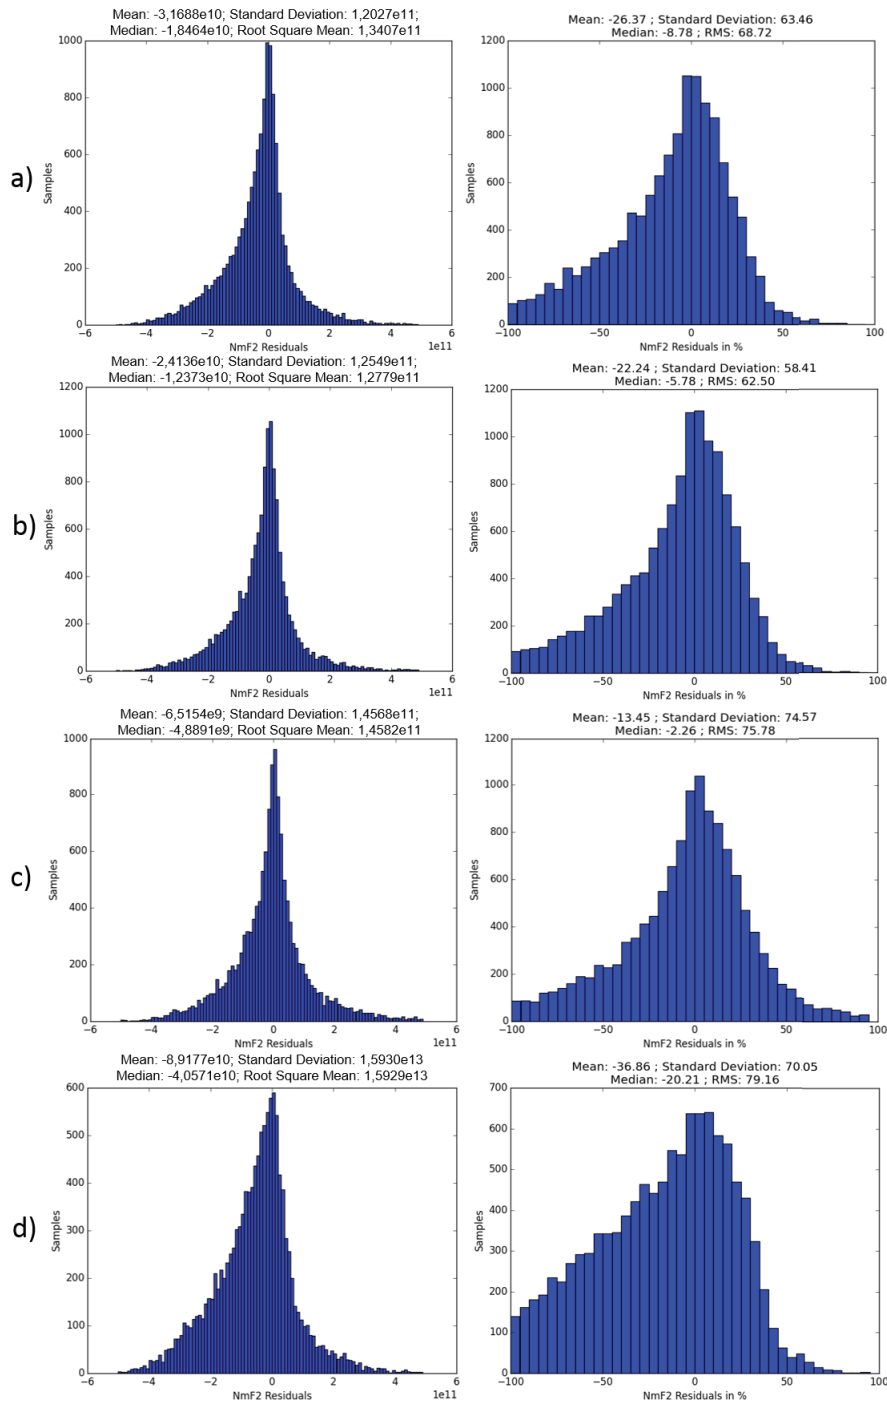 Mean: -3,1688e10; Standard Deviation: 1,2027e11;
Median: -1,8464e10; Root Square Mean: 1,3407e11
1000
800
600
400
200
0
Samples
−6
−4
−2
0
2
4
6
1e11
NmF2 Residuals
Mean: -26.37 ; Standard Deviation: 63.46
Median: -8.78 ; RMS: 68.72
1200
1000
800
600
400
200
0
Samples
−100
−50
0
50
100
NmF2 Residuals in %
a)
Mean: -2,4136e10; Standard Deviation: 1,2549e11;
Median: -1,2373e10; Root Square Mean: 1,2779e11
1200
1000
800
600
400
200
0
Samples
−6
−4
−2
0
2
4
6
1e11
NmF2 Residuals
Mean: -22.24 ; Standard Deviation: 58.41
Median: -5.78 ; RMS: 62.50
1200
1000
800
600
400
200
0
Samples
−100
−50
0
50
100
NmF2 Residuals in %
b)
Mean: -6,5154e9; Standard Deviation: 1,4568e11;
Median: -4,8891e9; Root Square Mean: 1,4582e11
1000
800
600
400
200
0
Samples
−6
−4
−2
0
2
4
6
1e11
NmF2 Residuals
Mean: -13.45 ; Standard Deviation: 74.57
Median: -2.26 ; RMS: 75.78
1200
1000
800
600
400
200
0
Samples
−100
−50
0
50
100
NmF2 Residuals in %
c)
Mean: -8,9177e10; Standard Deviation: 1,5930e13
Median: -4,0571e10; Root Square Mean: 1,5929e13
600
500
400
300
200
100
0
Samples
−6
−4
−2
0
2
4
6
1e11
NmF2 Residuals
Mean: -36.86 ; Standard Deviation: 70.05
Median: -20.21 ; RMS: 79.16
700
600
500
400
300
200
100
0
Samples
−100
−50
0
50
100
NmF2 Residuals in %
d)